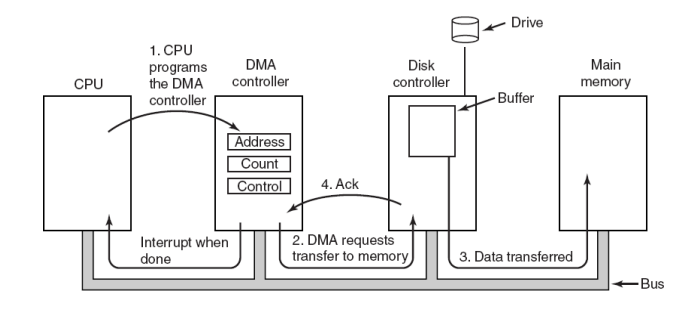 Drive
1. CPU
programs
the DMA
controller
CPU
DMA
controller
Disk
controller
Main
memory
Buffer
Address
Count
Control
4. Ack
Interrupt when
done
2. DMA requests
transfer to memory
3. Data transferred
Bus